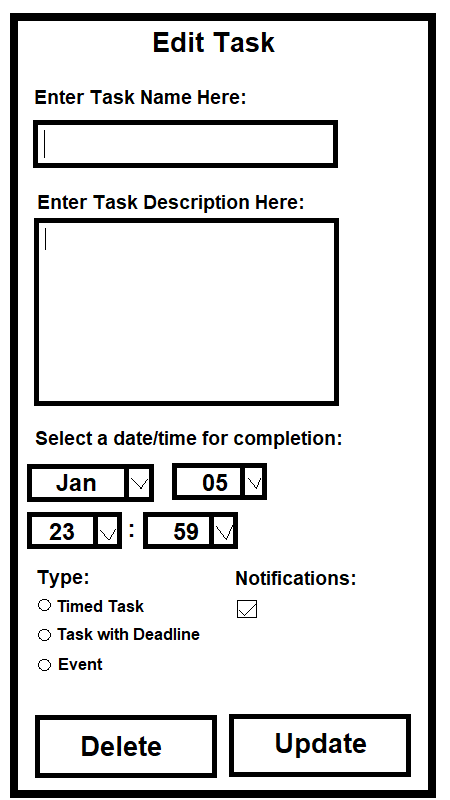 Edit Task
Enter Task Name Here:
Enter Task Description Here:
Select a date/time for completion:
Jan 05
23 : 59
Type: Notifications:
Timed Task
Task with Deadline
Event
Delete Update